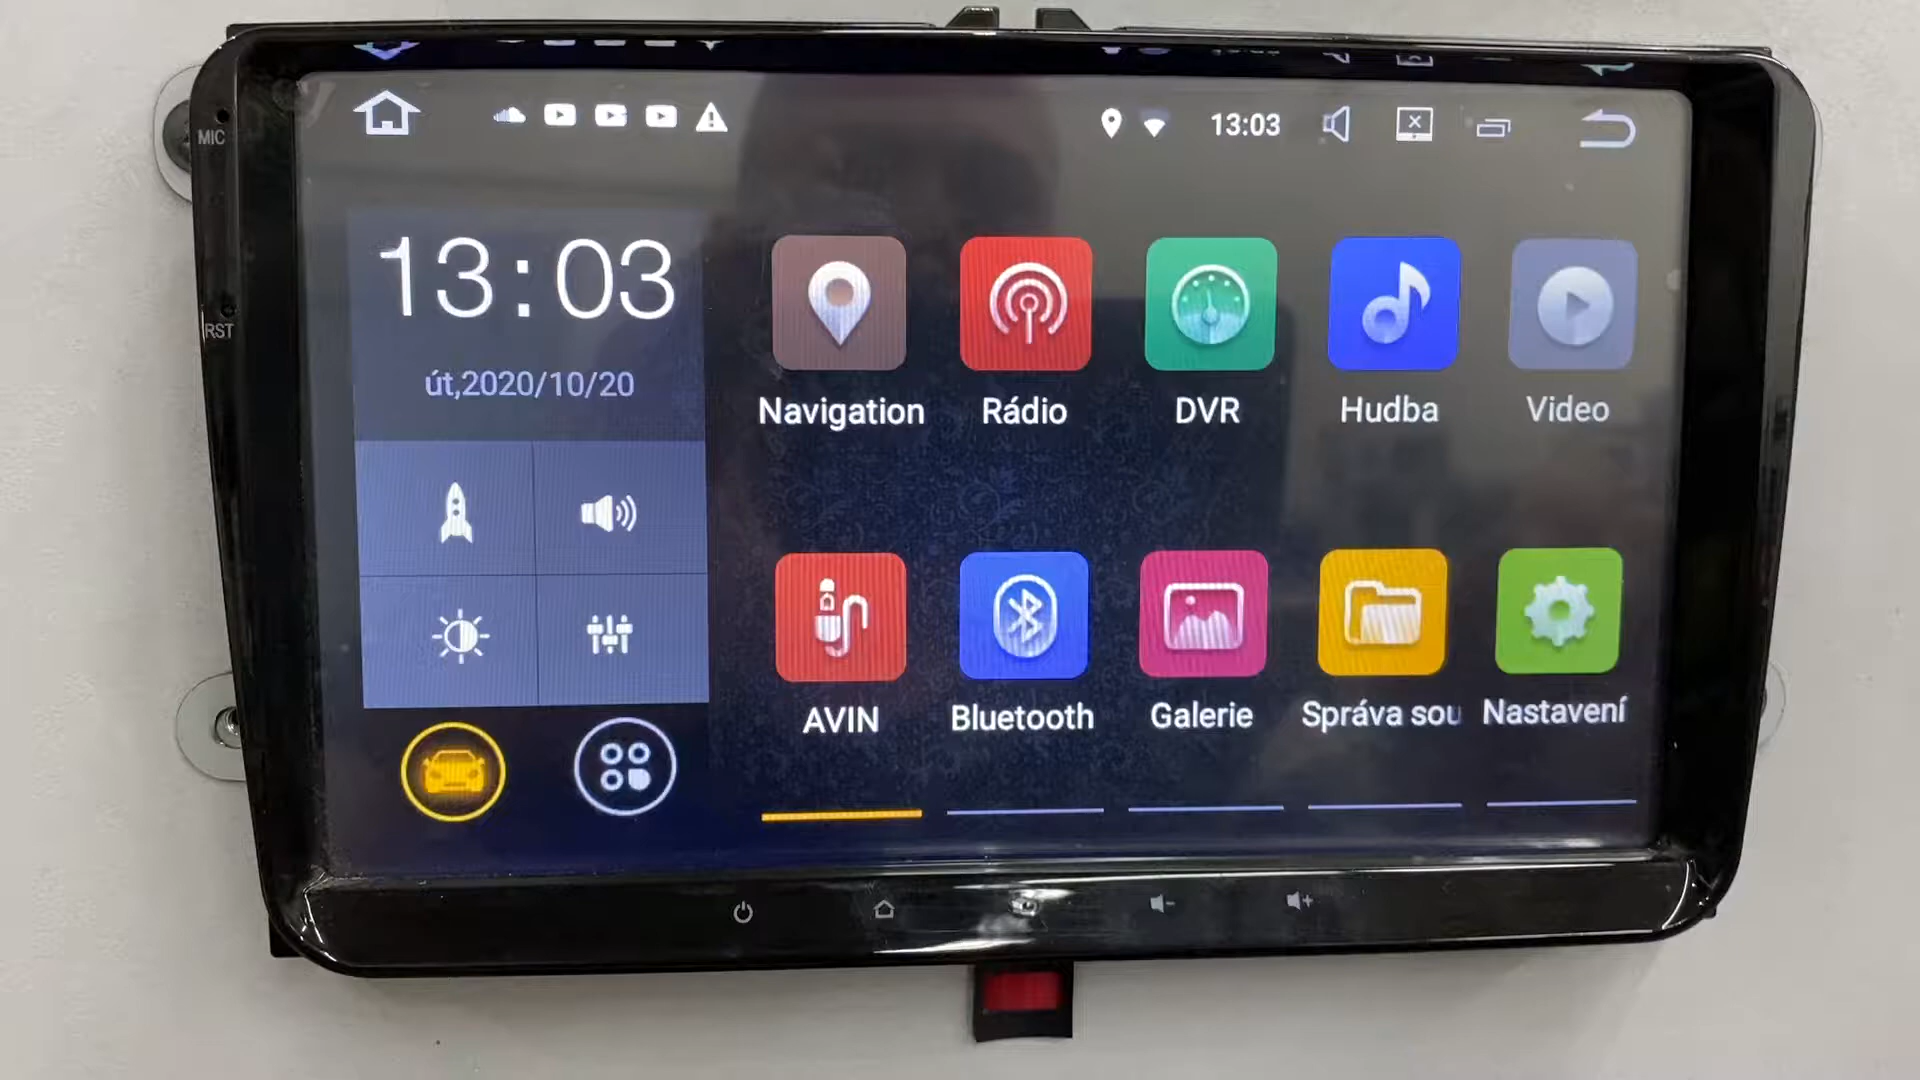 MIC
RST
13:03
13:03
út,2020/10/20
Navigation
Rádio
DVR
Hudba
Video
AVIN
Bluetooth
Galerie
Správa sou
Nastavení